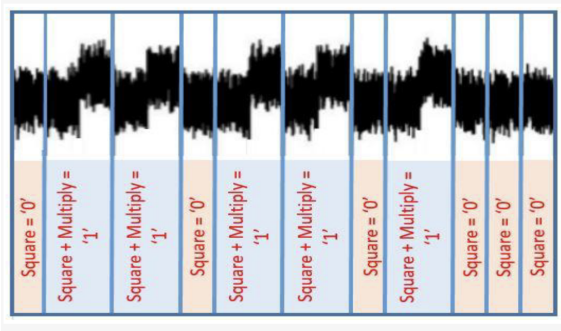 Square = ‘0’
Square + Multiply =
‘1’
Square + Multiply =
‘1’
Square = ‘0’
Square + Multiply =
‘1’
Square + Multiply =
‘1’
Square = ‘0’
Square + Multiply =
‘1’
Square = ‘0’
Square = ‘0’
Square = ‘0’